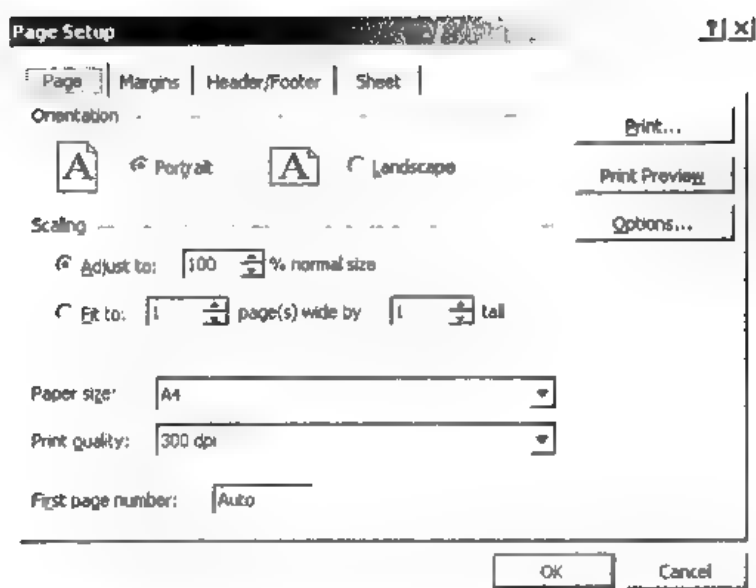 Page Setup
Page Margins Header/Footer Sheet
Orientation
A Portrait A Landscape
Print...
Print Preview
Options...
Scaling
Adjust to: 100 % normal size
Fit to: 1 page(s) wide by 1 tall
Paper size: A4
Print quality: 300 dpi
First page number: Auto
OK Cancel